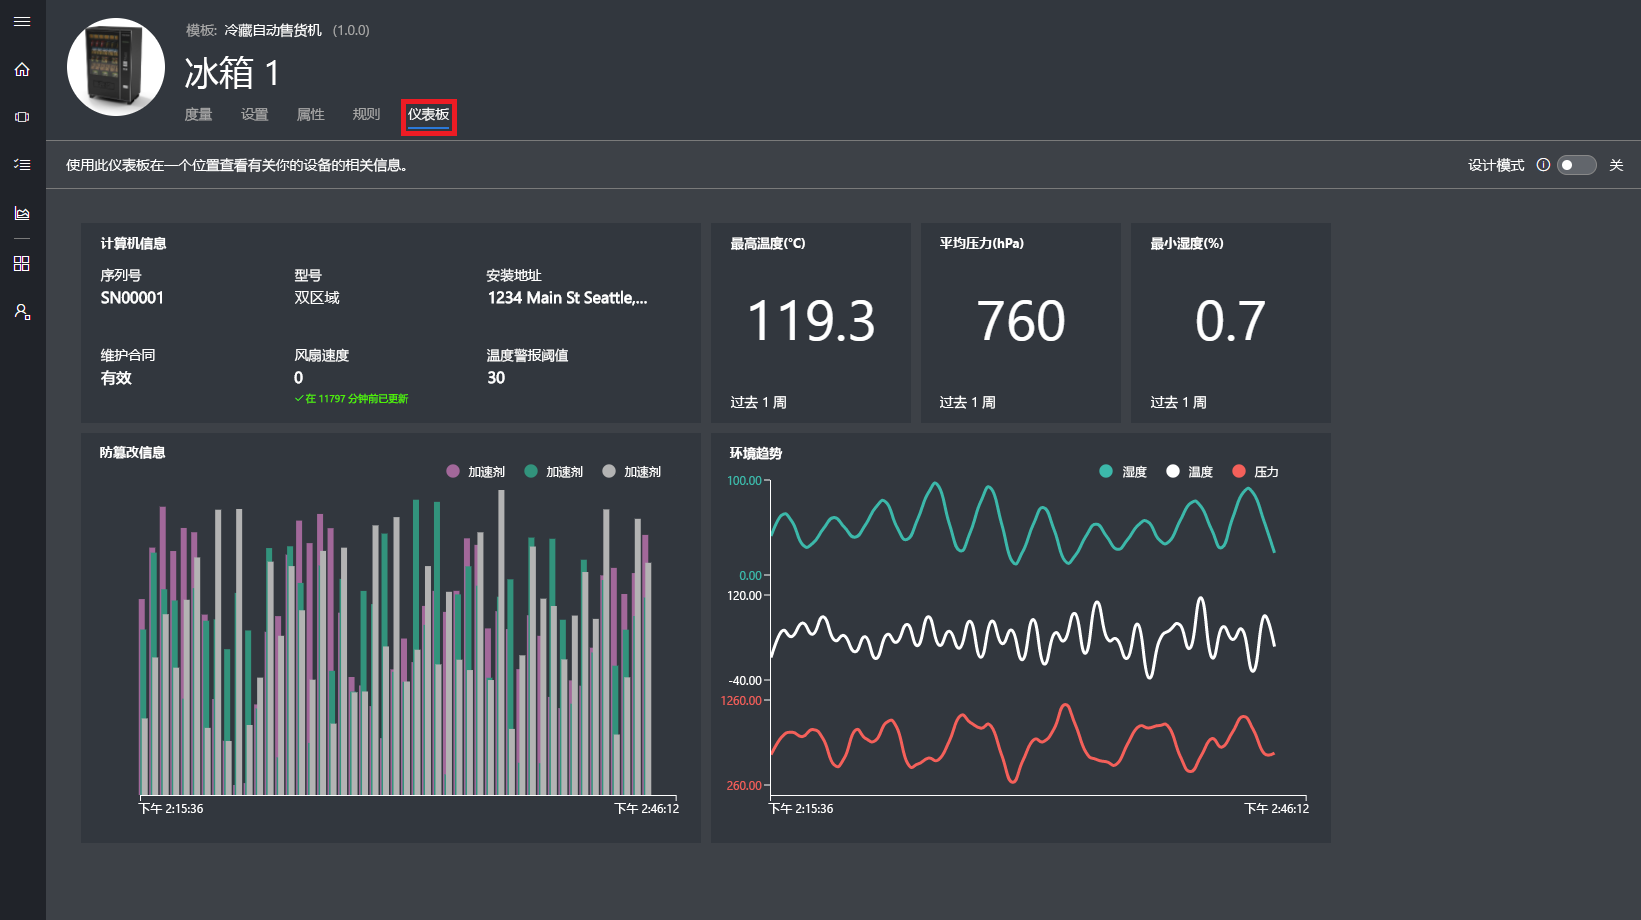 模板: 冷藏自动售货机 (1.0.0)
冰箱 1
度量 设置 属性 规则 仪表板
使用此仪表板在一个位置查看有关你的设备的相关信息。
设计模式 关
计算机信息
序列号 型号 安装地址
SN00001 双区域 1234 Main St Seattle,...
维护合同 风扇速度 温度警报阈值
有效 0 30
在 11797 分钟前已更新
最高温度(°C)
119.3
过去 1 周
平均压力(hPa)
760
过去 1 周
最小湿度(%)
0.7
过去 1 周
防篡改信息
加速剂 加速剂 加速剂
下午 2:15:36 下午 2:46:12
环境趋势
湿度 温度 压力
100.00
0.00
120.00
-40.00
1260.00
260.00
下午 2:15:36 下午 2:46:12